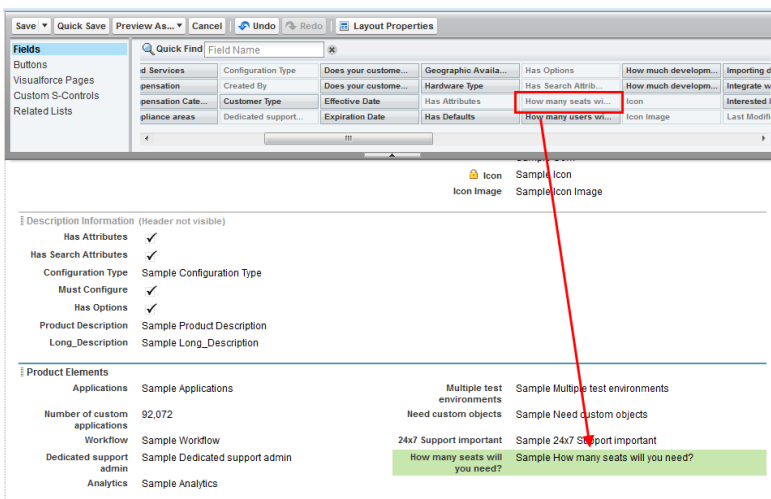 Save Quick Save Preview As... Cancel Undo Redo Layout Properties
Fields
Buttons
Visualforce Pages
Custom S-Controls
Related Lists
Quick Find Field Name
d Services Configuration Type Does your custome... Geographic Availa... Has Options How much developm... Importing d
pensation Created By Does your custome... Hardware Type Has Search Attrib... How much developm... Integrate w
pensation Cate... Customer Type Effective Date Has Attributes How many seats wi... Icon Interested
pliance areas Dedicated support... Expiration Date Has Defaults How many users wi... Icon Image Last Modifi
Icon Sample Icon
Icon Image Sample Icon Image
Description Information (Header not visible)
Has Attributes
Has Search Attributes
Configuration Type Sample Configuration Type
Must Configure
Has Options
Product Description Sample Product Description
Long_Description Sample Long_Description
Product Elements
Applications Sample Applications Multiple test environments Sample Multiple test environments
Number of custom applications 92,072 Need custom objects Sample Need custom objects
Workflow Sample Workflow 24x7 Support important Sample 24x7 Support important
Dedicated support admin Sample Dedicated support admin How many seats will you need? Sample How many seats will you need?
Analytics Sample Analytics